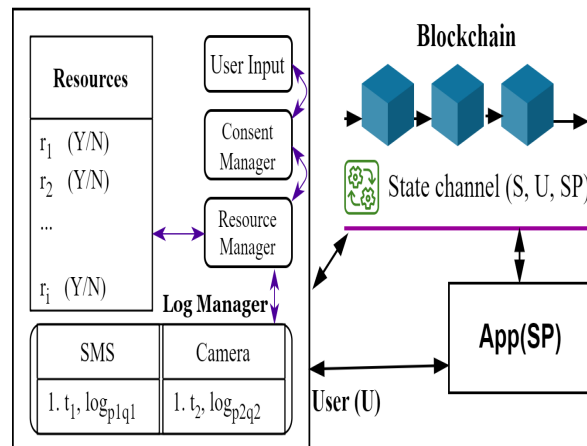 Resources
r1 (Y/N)
r2 (Y/N)
...
ri (Y/N)
User Input
Consent
Manager
Resource
Manager
Log Manager
SMS
Camera
1. t1, logp1q1
1. t2, logp2q2
User (U)
Blockchain
State channel (S, U, SP)
App(SP)